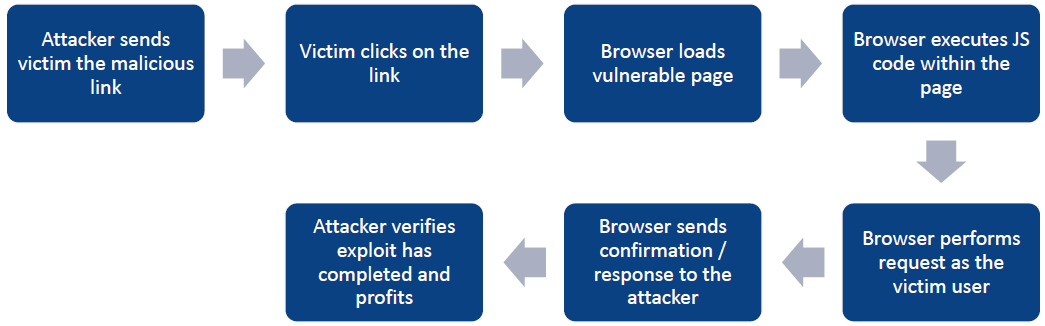 Attacker sends
victim the malicious
link
Victim clicks on the
link
Browser loads
vulnerable page
Browser executes JS
code within the
page
Browser performs
request as the
victim user
Browser sends
confirmation /
response to the
attacker
Attacker verifies
exploit has
completed and
profits